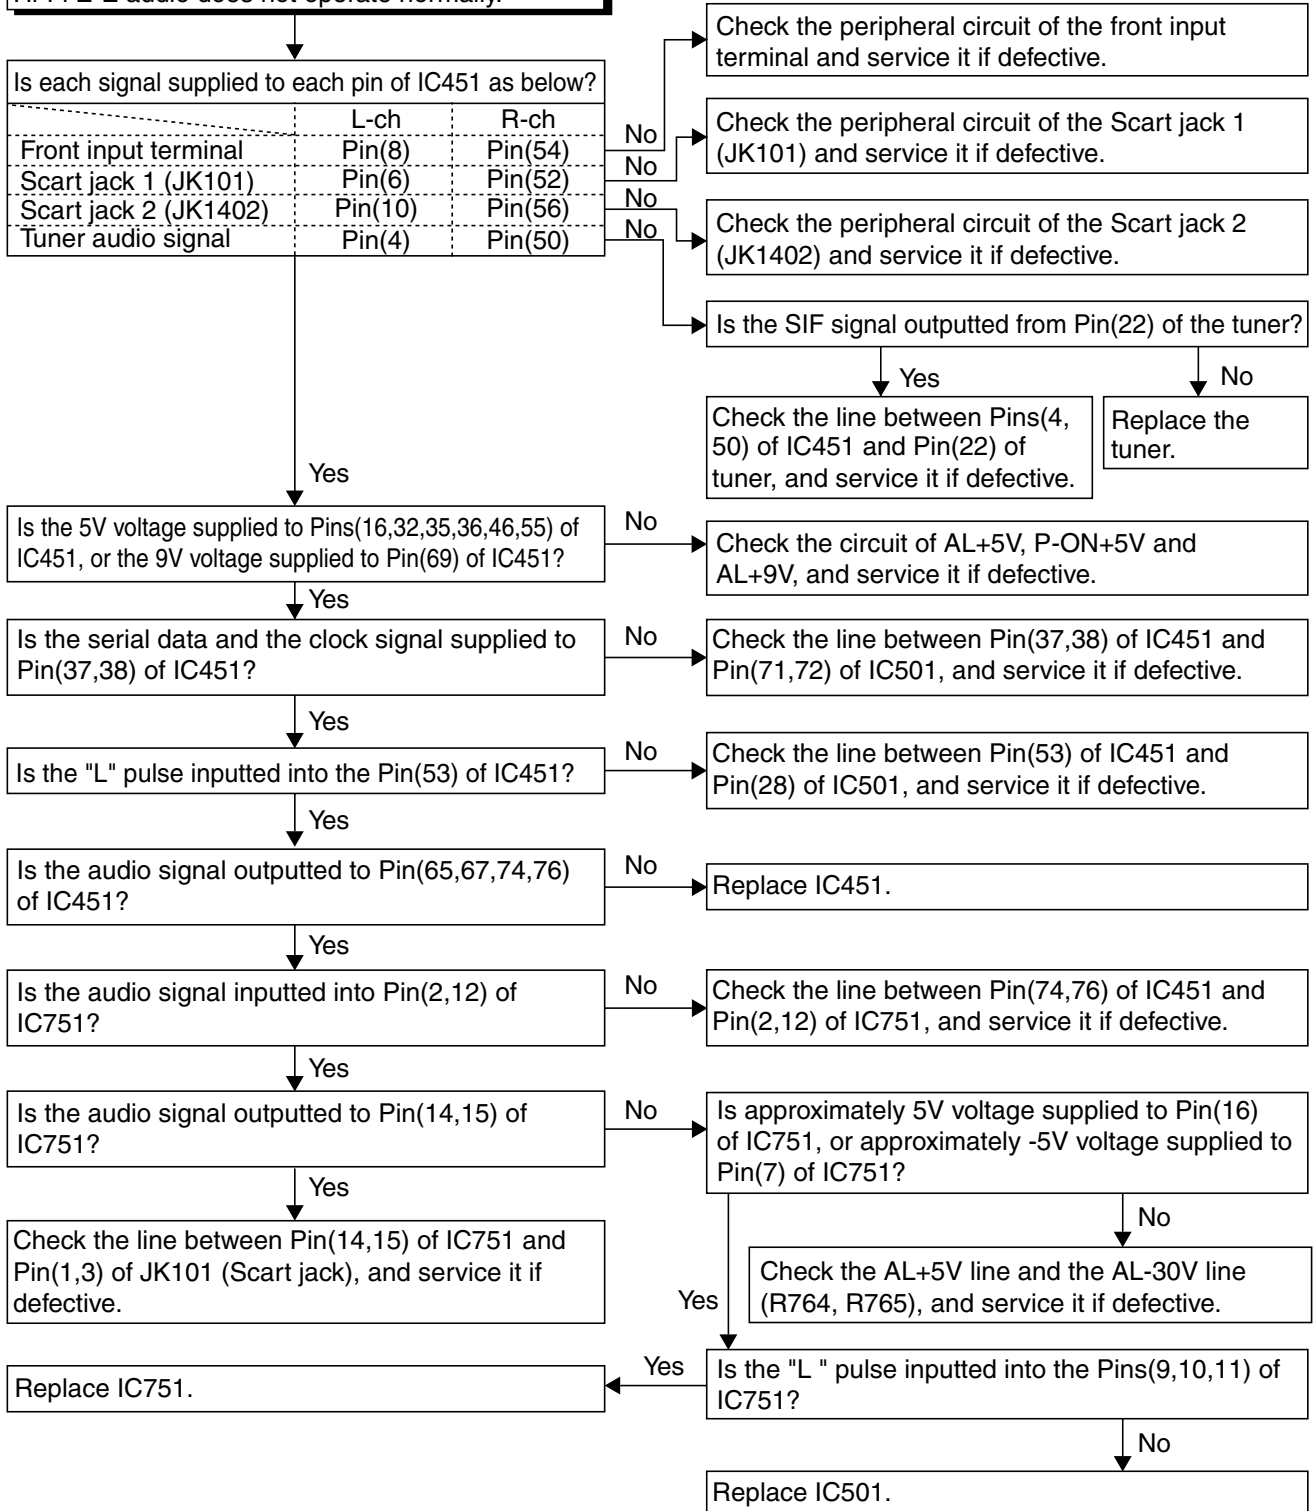 audio does not operate normally.
Is each signal supplied to each pin of IC451 as below?
L-ch R-ch
Front input terminal Pin(8) Pin(54)
Scart jack 1 (JK101) Pin(6) Pin(52)
Scart jack 2 (JK1402) Pin(10) Pin(56)
Tuner audio signal Pin(4) Pin(50)
No
No
No
No
Check the peripheral circuit of the front input
terminal and service it if defective.
Check the peripheral circuit of the Scart jack 1
(JK101) and service it if defective.
Check the peripheral circuit of the Scart jack 2
(JK1402) and service it if defective.
Is the SIF signal outputted from Pin(22) of the tuner?
Yes
No
Check the line between Pins(4,
50) of IC451 and Pin(22) of
tuner, and service it if defective.
Replace the
tuner.
Yes
Is the 5V voltage supplied to Pins(16,32,35,36,46,55) of
IC451, or the 9V voltage supplied to Pin(69) of IC451?
No
Check the circuit of AL+5V, P-ON+5V and
AL+9V, and service it if defective.
Yes
Is the serial data and the clock signal supplied to
Pin(37,38) of IC451?
No
Check the line between Pin(37,38) of IC451 and
Pin(71,72) of IC501, and service it if defective.
Yes
Is the "L" pulse inputted into the Pin(53) of IC451?
No
Check the line between Pin(53) of IC451 and
Pin(28) of IC501, and service it if defective.
Yes
Is the audio signal outputted to Pin(65,67,74,76)
of IC451?
No
Replace IC451.
Yes
Is the audio signal inputted into Pin(2,12) of
IC751?
No
Check the line between Pin(74,76) of IC451 and
Pin(2,12) of IC751, and service it if defective.
Yes
Is the audio signal outputted to Pin(14,15) of
IC751?
No
Is approximately 5V voltage supplied to Pin(16)
of IC751, or approximately -5V voltage supplied to
Pin(7) of IC751?
Yes
Check the line between Pin(14,15) of IC751 and
Pin(1,3) of JK101 (Scart jack), and service it if
defective.
No
Check the AL+5V line and the AL-30V line
(R764, R765), and service it if defective.
Yes
Is the "L " pulse inputted into the Pins(9,10,11) of
IC751?
Yes
Replace IC751.
No
Replace IC501.